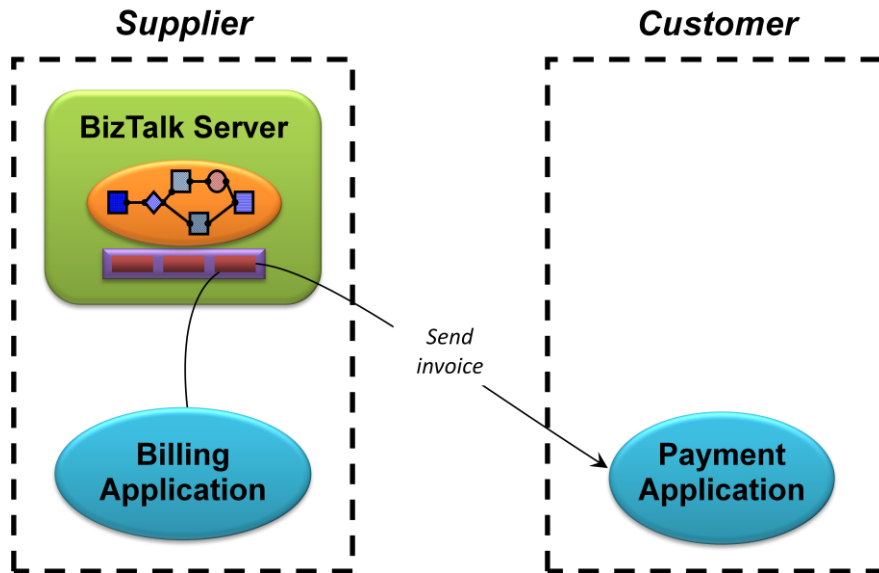 Supplier
Customer
BizTalk Server
Send
invoice
Billing
Application
Payment
Application